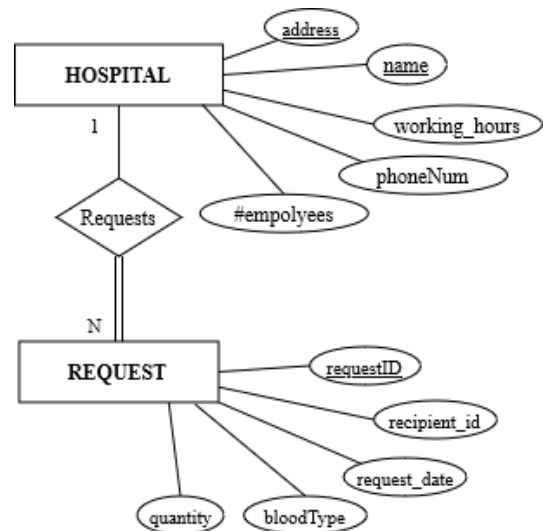 address
HOSPITAL
name
working_hours
1
phoneNum
#empolyees
Requests
N
REQUEST
requestID
recipient_id
request_date
quantity
bloodType